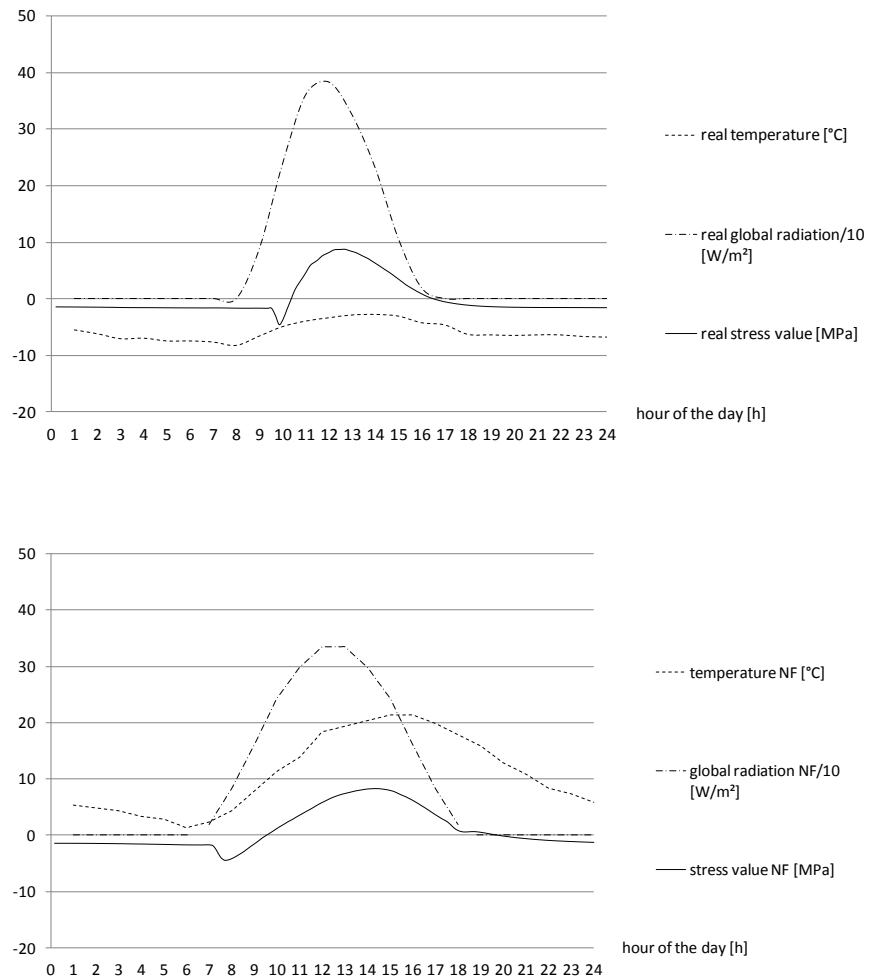 50
40
30
20
10
0
-10
-20
0 1 2 3 4 5 6 7 8 9 10 11 12 13 14 15 16 17 18 19 20 21 22 23 24
hour of the day [h]
real temperature [°C]
real global radiation/10
[W/m²]
real stress value [MPa]
50
40
30
20
10
0
-10
-20
0 1 2 3 4 5 6 7 8 9 10 11 12 13 14 15 16 17 18 19 20 21 22 23 24
hour of the day [h]
temperature NF [°C]
global radiation NF/10
[W/m²]
stress value NF [MPa]